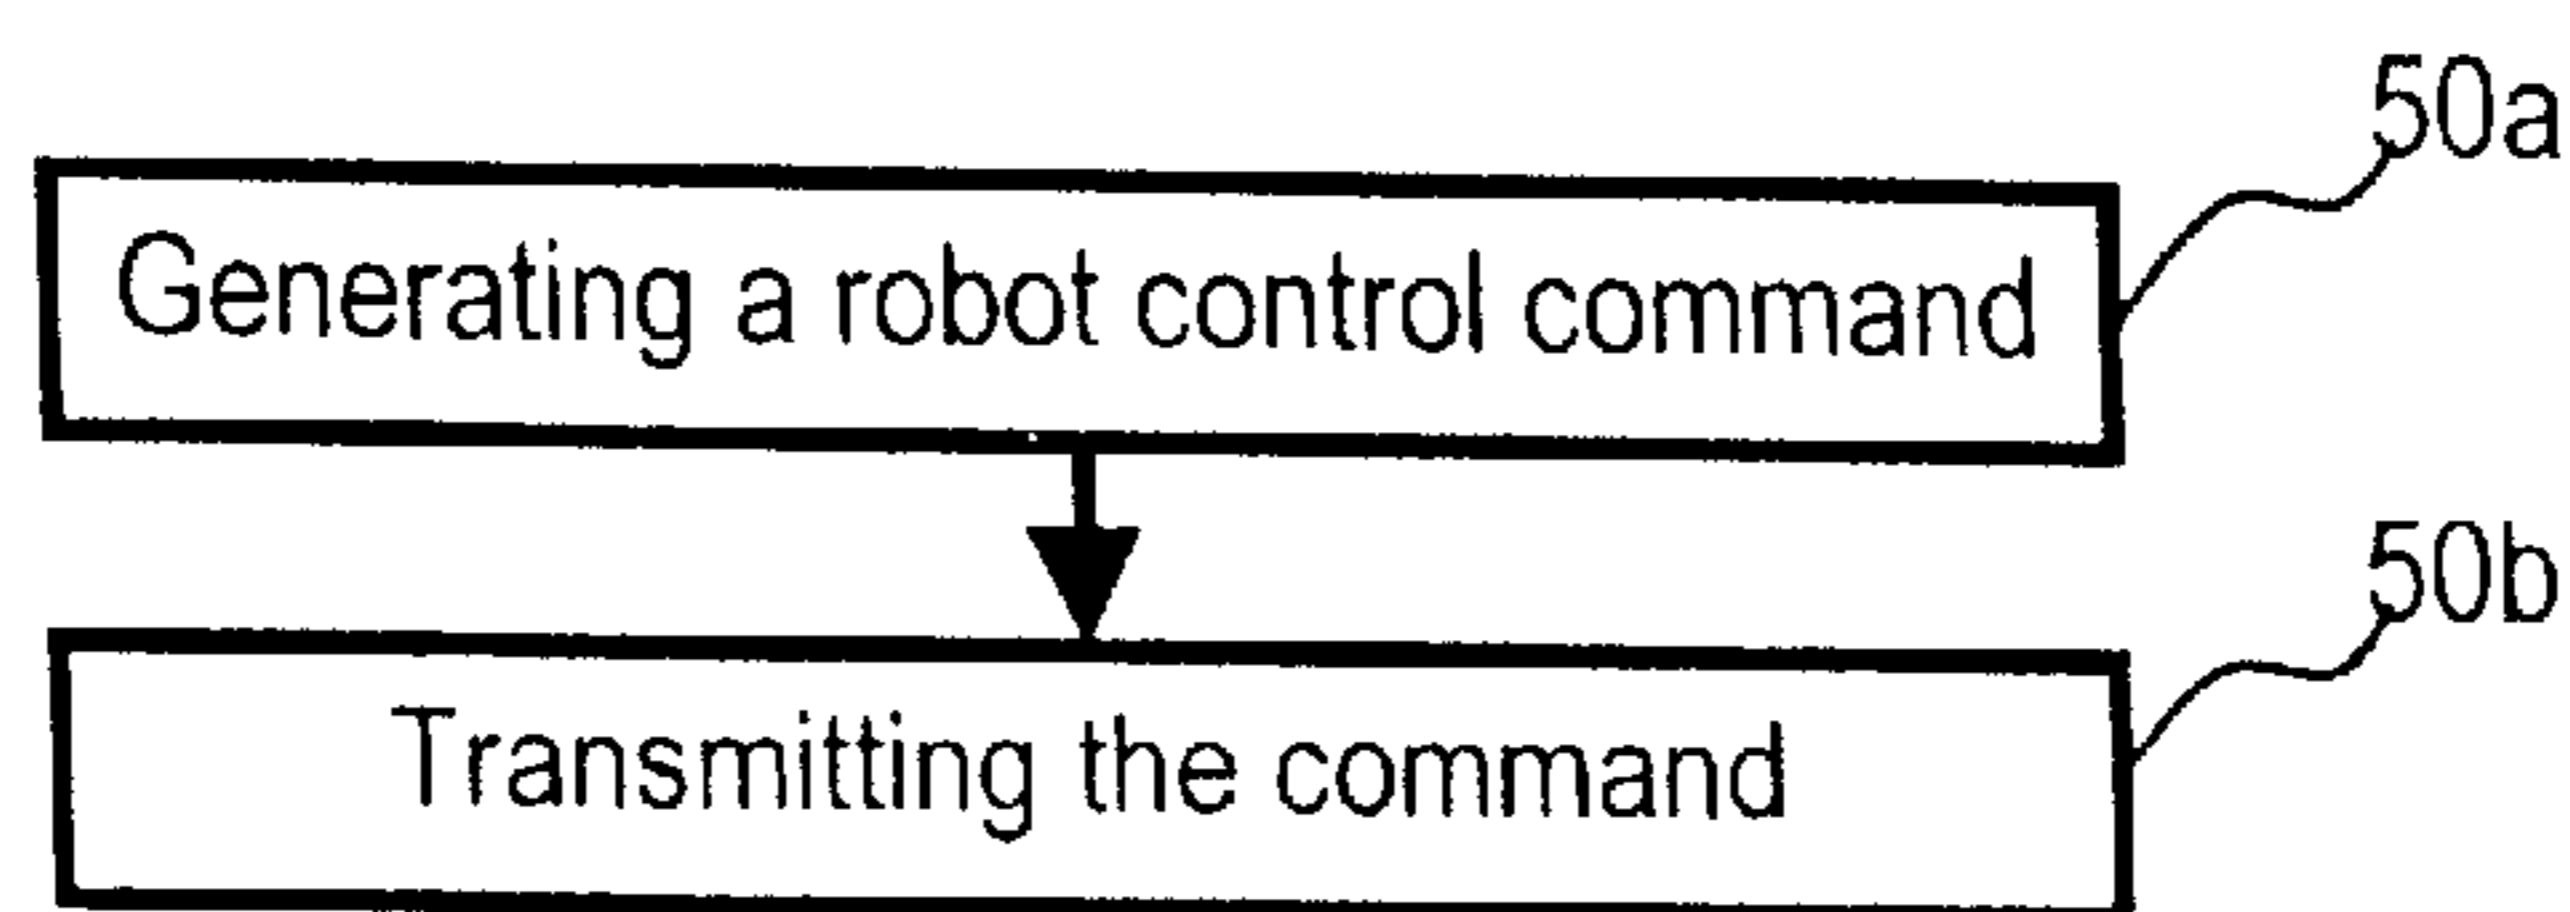 50a
Generating a robot control command
50b
Transmitting the command